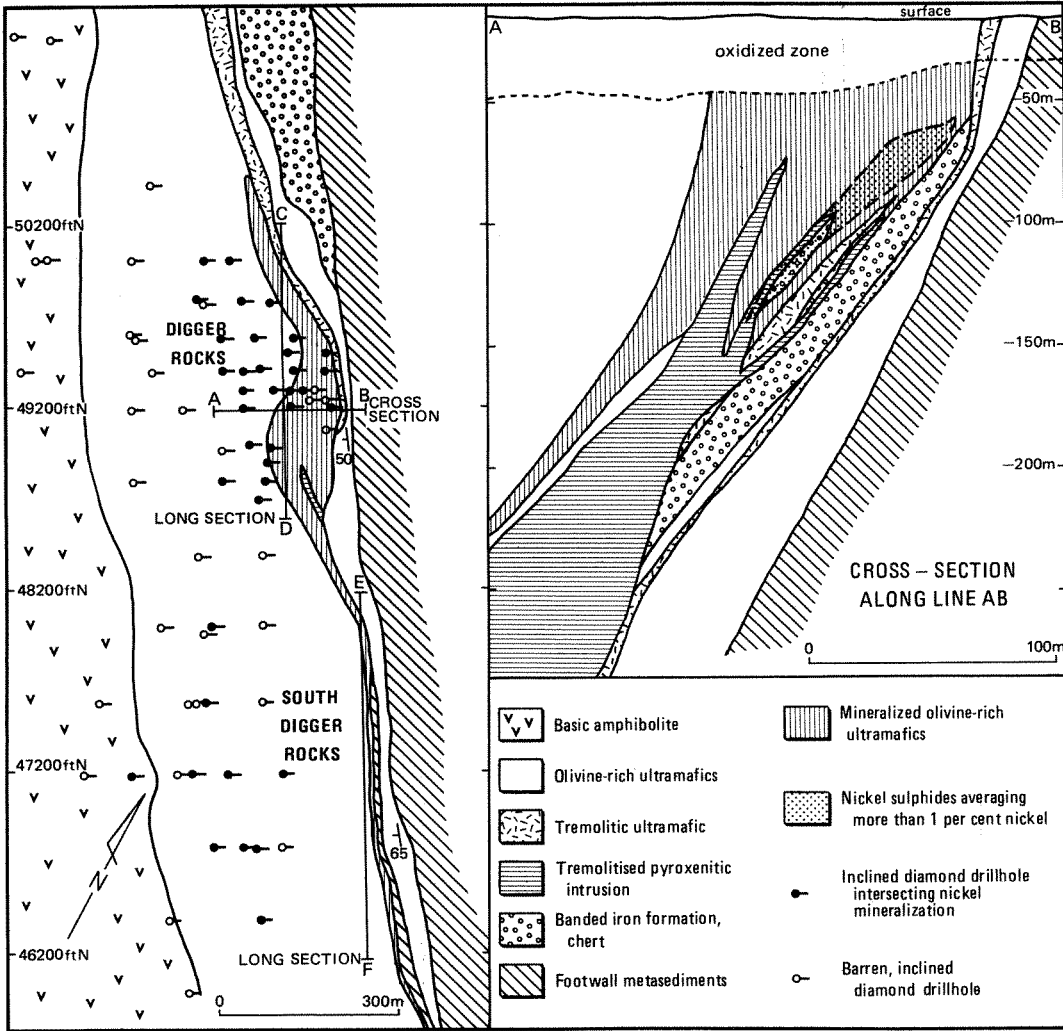 50200ftN
C
DIGGER
ROCKS
A
B
49200ftN
CROSS
SECTION
50
LONG SECTION
D
E
48200ftN
SOUTH
DIGGER
ROCKS
47200ftN
N
65
46200ftN
LONG SECTION
F
0 300m
A
surface
B
oxidized zone
50m
100m
150m
200m
CROSS – SECTION
ALONG LINE AB
0 100m
Basic amphibolite
Olivine-rich ultramafics
Tremolitic ultramafic
Tremolitised pyroxenitic
intrusion
Banded iron formation,
chert
Footwall metasediments
Mineralized olivine-rich
ultramafics
Nickel sulphides averaging
more than 1 per cent nickel
Inclined diamond drillhole
intersecting nickel
mineralization
Barren, inclined
diamond drillhole